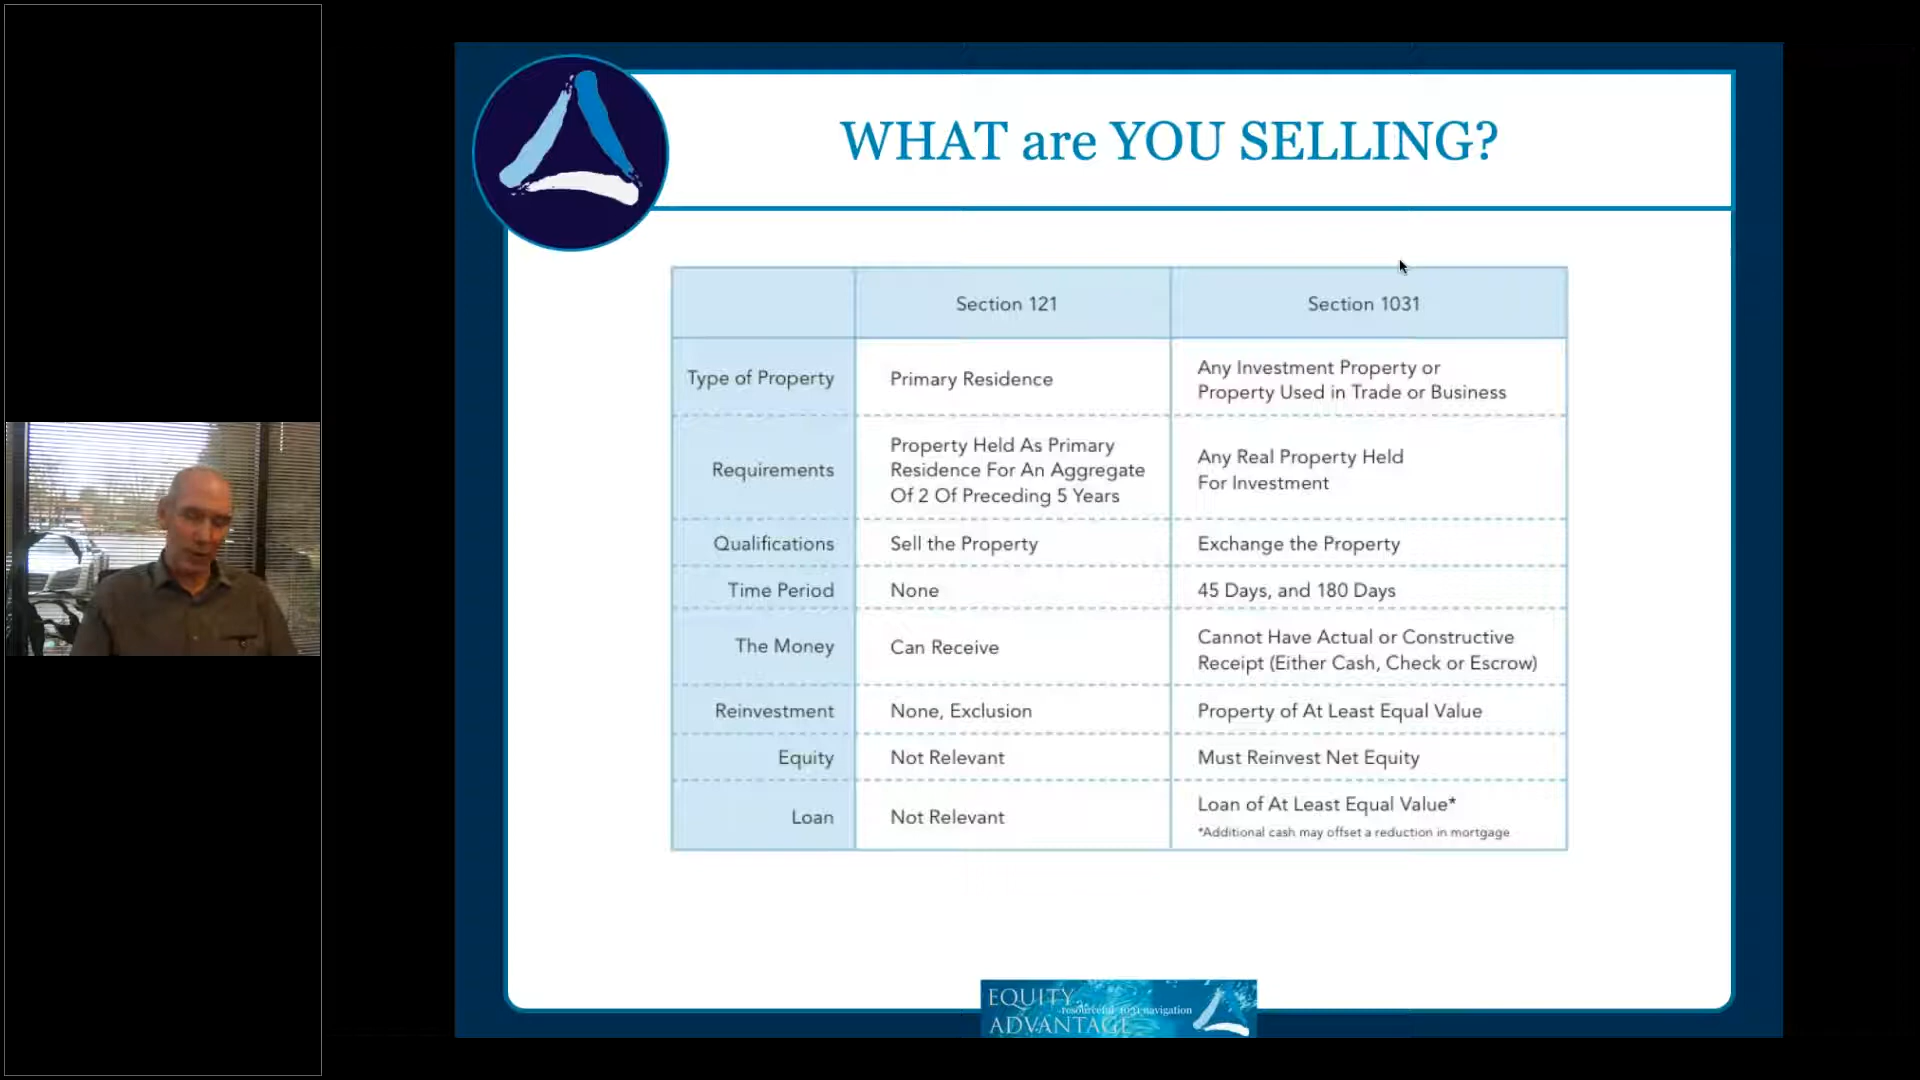 WHAT are YOU SELLING?
Section 121
Section 1031
Type of Property
Primary Residence
Any Investment Property or
Property Used in Trade or Business
Requirements
Property Held As Primary
Residence For An Aggregate
Of 2 Of Preceding 5 Years
Any Real Property Held
For Investment
Qualifications
Sell the Property
Exchange the Property
Time Period
None
45 Days, and 180 Days
The Money
Can Receive
Cannot Have Actual or Constructive
Receipt (Either Cash, Check or Escrow)
Reinvestment
None, Exclusion
Property of At Least Equal Value
Equity
Not Relevant
Must Reinvest Net Equity
Loan
Not Relevant
Loan of At Least Equal Value*
*Additional cash may offset a reduction in mortgage
EQUITY
resourceful 1031 navigation
ADVANTAGE